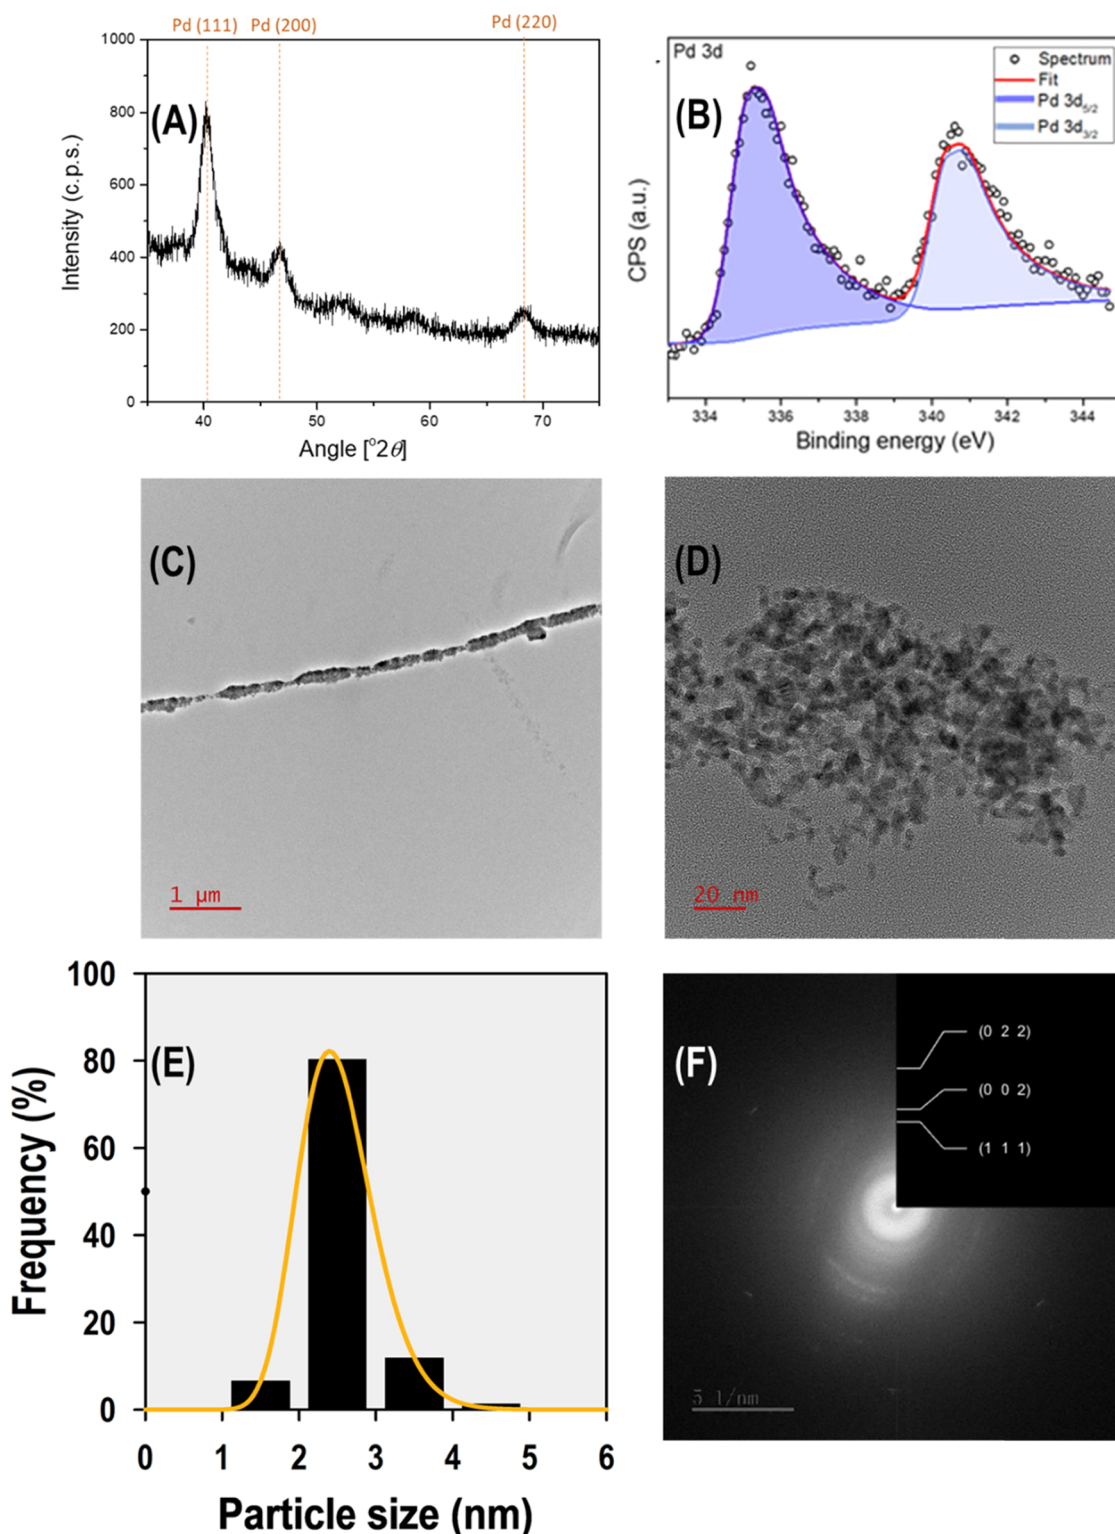 Pd (111) Pd (200) Pd (220)
1000
800
600
400
200
0
(A)
Intensity (c.p.s.)
40 50 60 70
Angle [°2θ]
Pd 3d
(B)
Spectrum
Fit
Pd 3d5/2
Pd 3d3/2
CPS (a.u.)
334 336 338 340 342 344
Binding energy (eV)
(C)
1 μm
(D)
20 nm
100
80
60
40
20
0
(E)
Frequency (%)
0 1 2 3 4 5 6
Particle size (nm)
(F)
(0 2 2)
(0 0 2)
(1 1 1)
5 1/nm